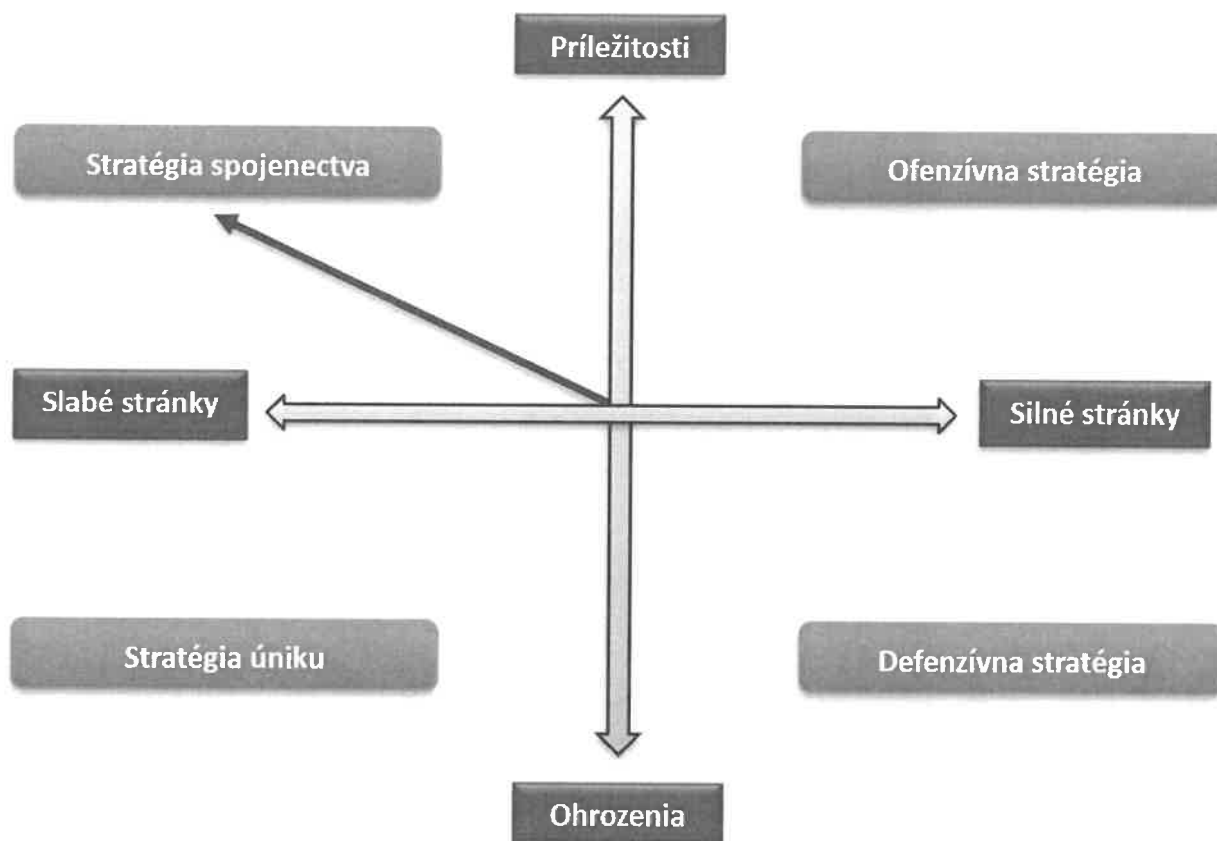 Príležitosti
Stratégia spojenectva
Ofenzívna stratégia
Slabé stránky
Silné stránky
Stratégia úniku
Defenzívna stratégia
Ohrozenia